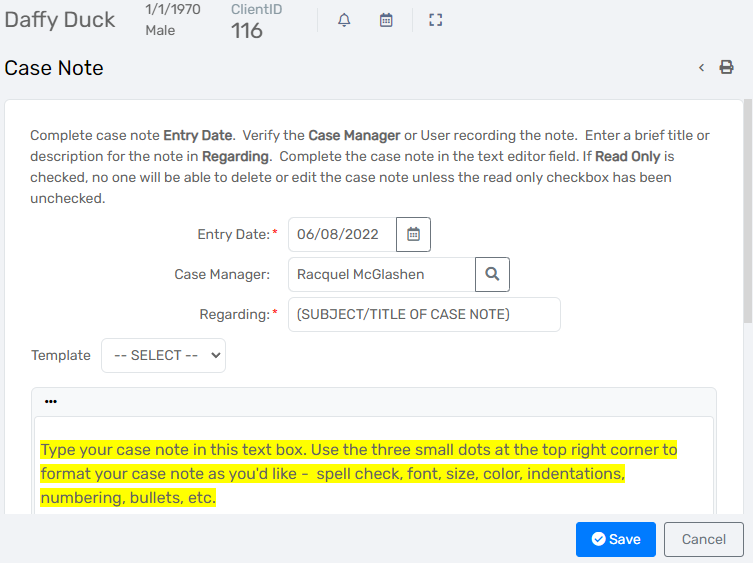 Daffy Duck
1/1/1970
Male
ClientID
116
Case Note
Complete case note Entry Date.  Verify the Case Manager or User recording the note.  Enter a brief title or
description for the note in Regarding.  Complete the case note in the text editor field. If Read Only is
checked, no one will be able to delete or edit the case note unless the read only checkbox has been
unchecked.
Entry Date:* 06/08/2022
Case Manager: Racquel McGlashen
Regarding:* (SUBJECT/TITLE OF CASE NOTE)
Template -- SELECT --
Type your case note in this text box. Use the three small dots at the top right corner to
format your case note as you'd like -  spell check, font, size, color, indentations,
numbering, bullets, etc.
Save Cancel